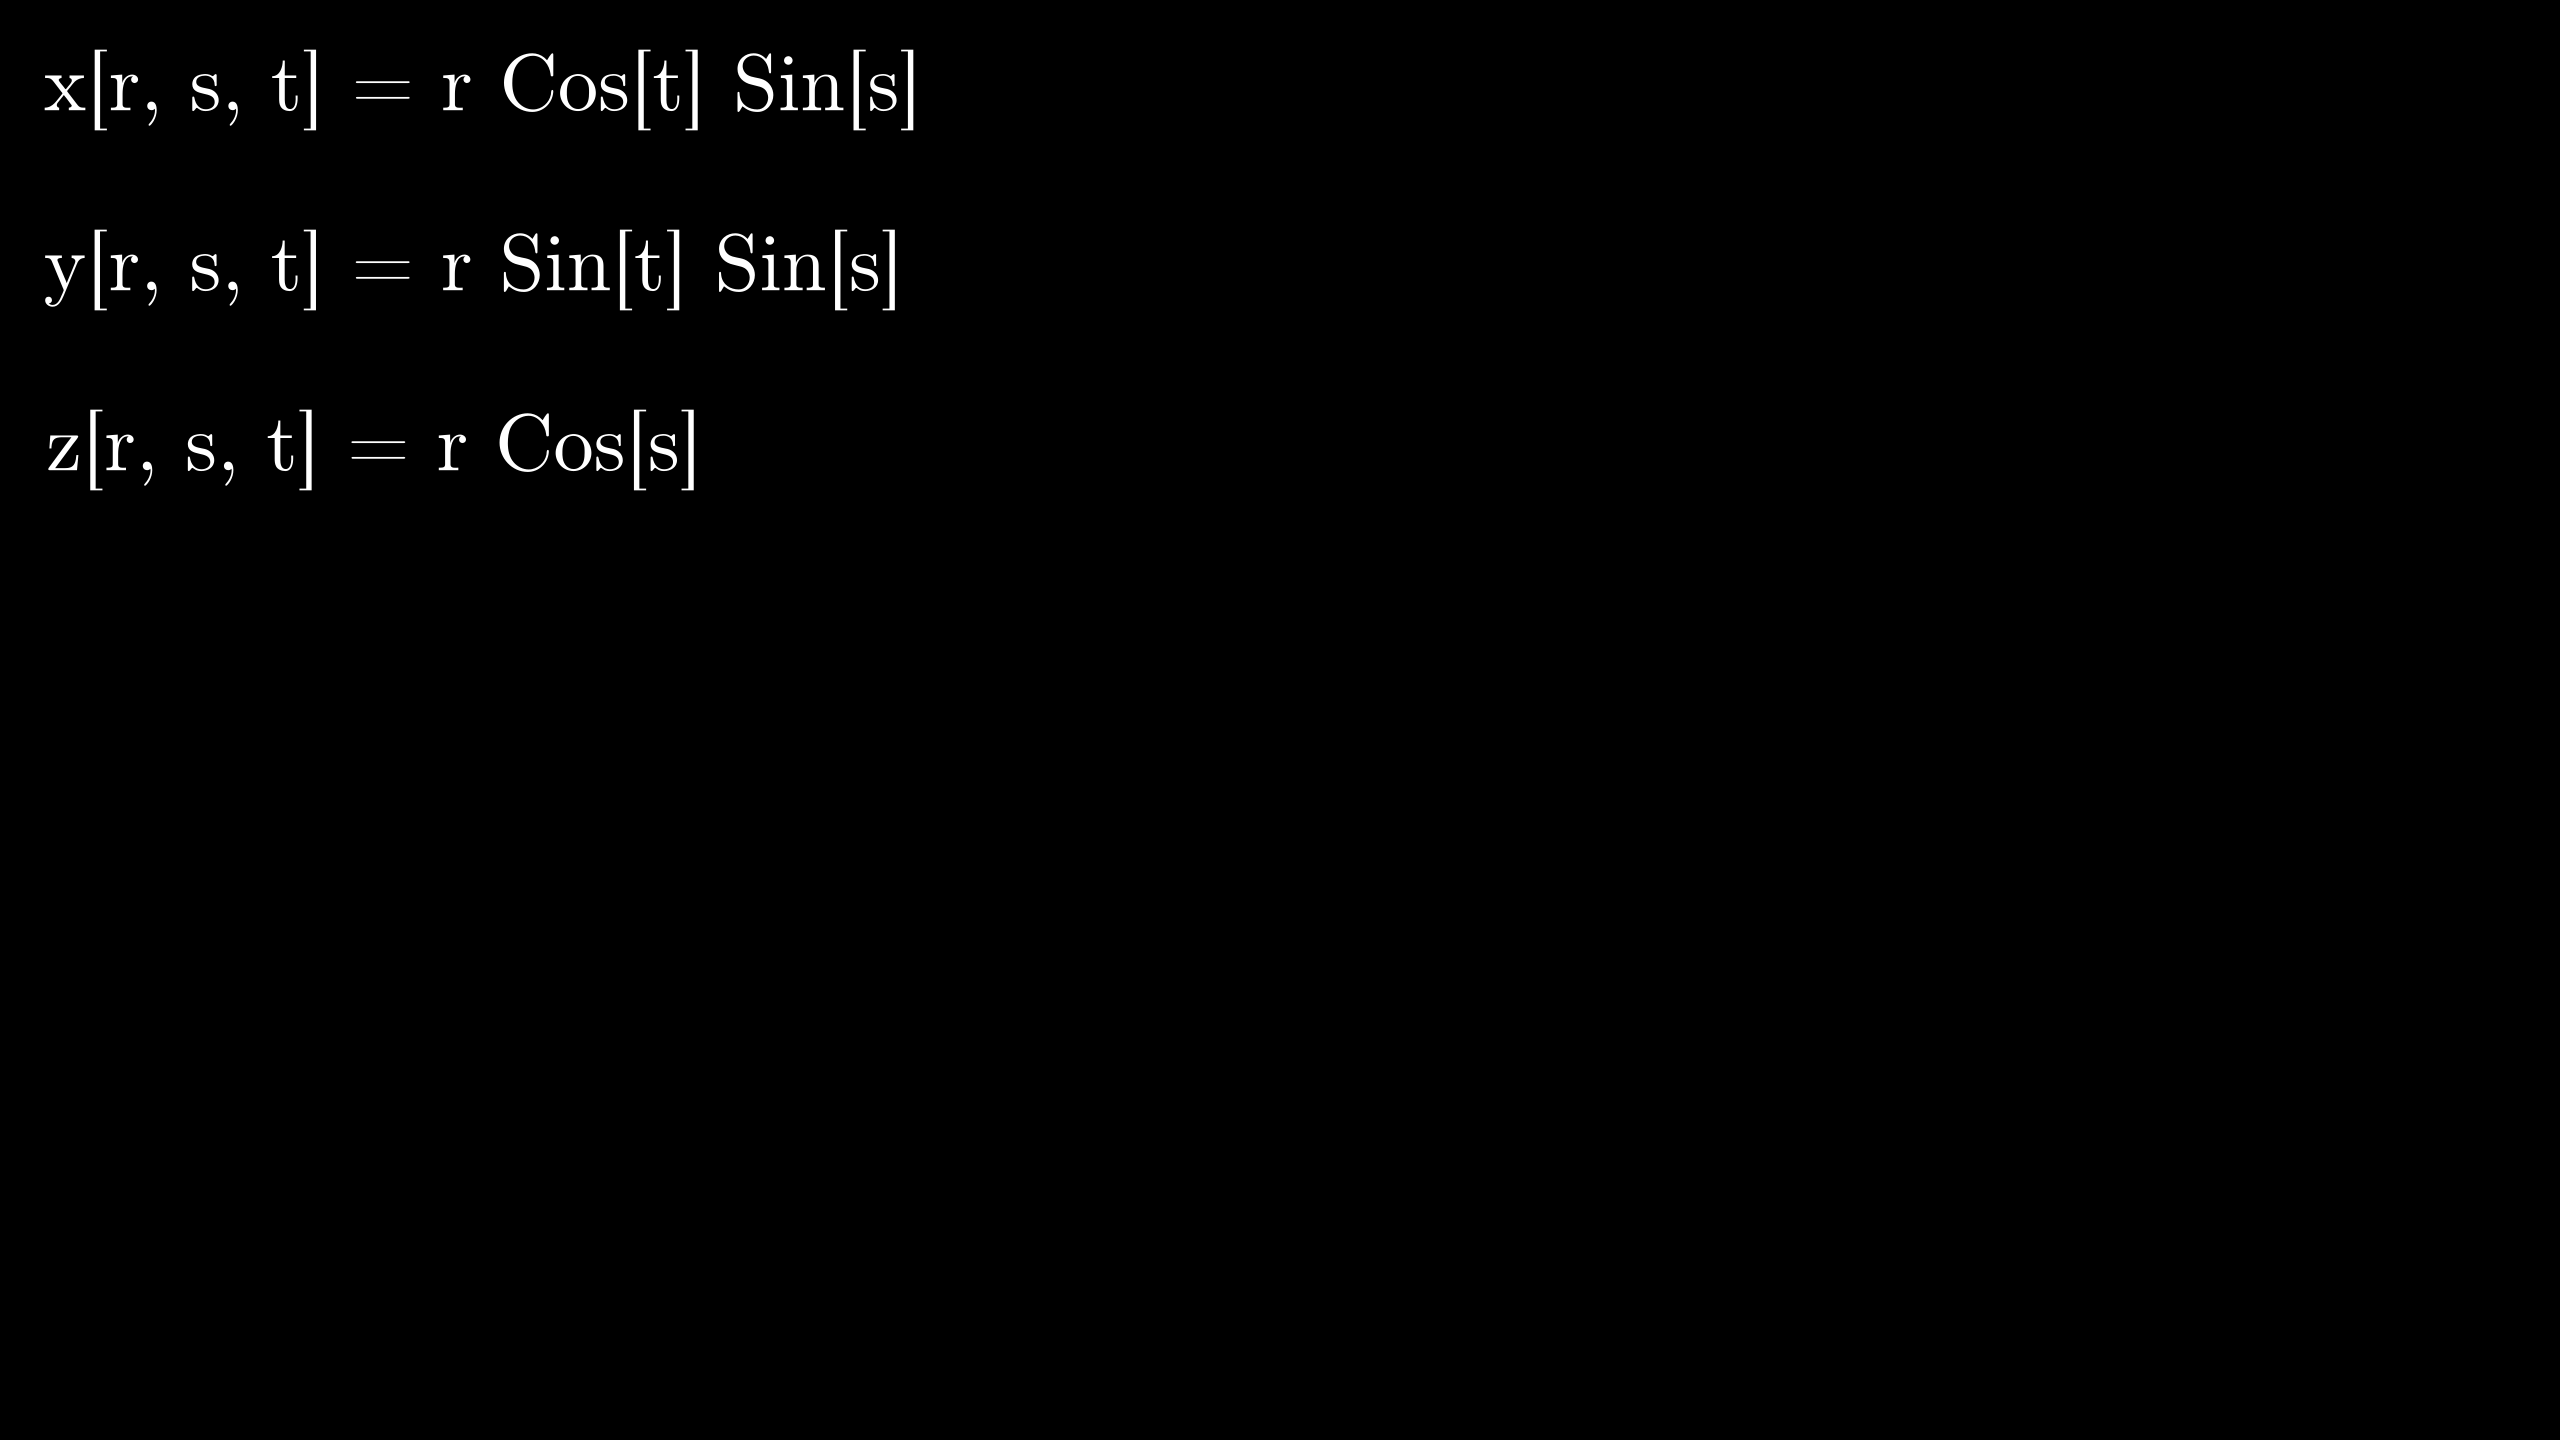 x[r, s, t] = r Cos[t] Sin[s]
y[r, s, t] = r Sin[t] Sin[s]
z[r, s, t] = r Cos[s]